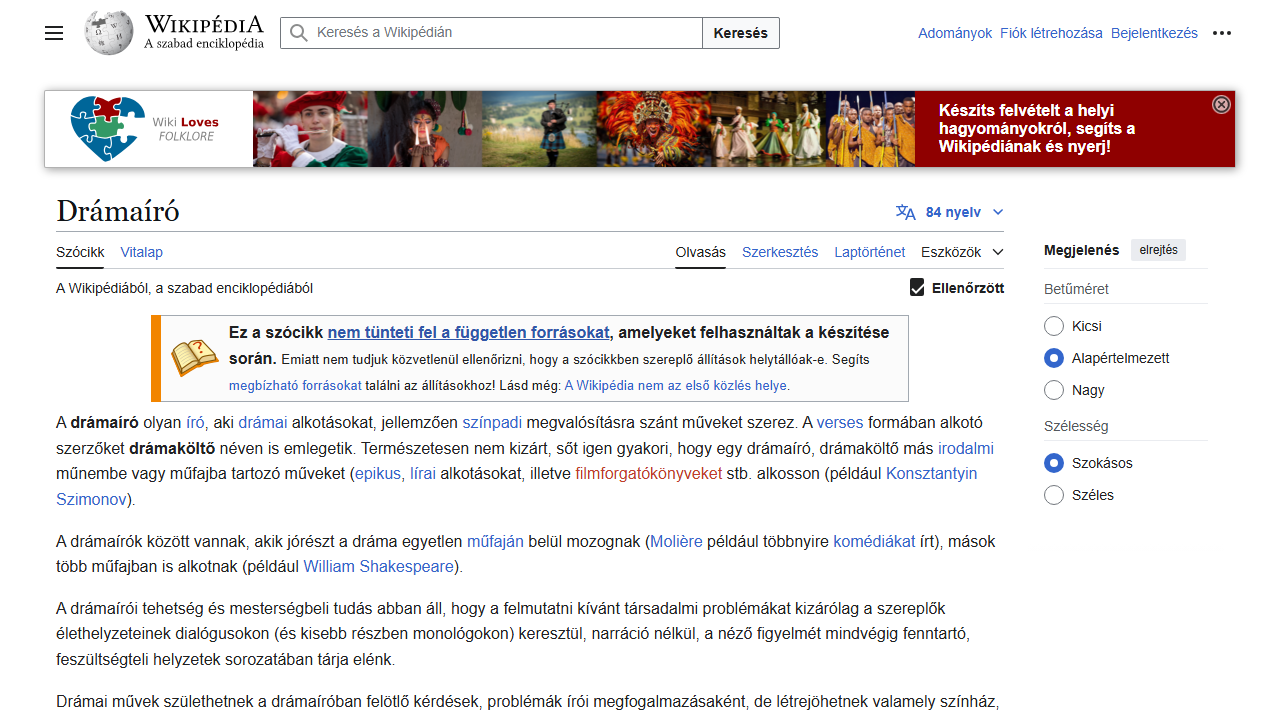 WIKIPÉDIA
A szabad enciklopédia
Keresés a Wikipédián
Keresés
Adományok Fiók létrehozása Bejelentkezés
Wiki Loves
FOLKLORE
Készíts felvételt a helyi
hagyományokról, segíts a
Wikipédiának és nyerj!
Drámaíró
84 nyelv
Szócikk Vitalap
Olvasás Szerkesztés Laptörténet Eszközök
A Wikipédiából, a szabad enciklopédiából
Ellenőrzött
Ez a szócikk nem tünteti fel a független forrásokat, amelyeket felhasználtak a készítése
során. Emiatt nem tudjuk közvetlenül ellenőrizni, hogy a szócikkben szereplő állítások helytállóak-e. Segíts
megbízható forrásokat találni az állításokhoz! Lásd még: A Wikipédia nem az első közlés helye.
A drámaíró olyan író, aki drámai alkotásokat, jellemzően színpadi megvalósításra szánt műveket szerez. A verses formában alkotó
szerzőket drámaköltő néven is emlegetik. Természetesen nem kizárt, sőt igen gyakori, hogy egy drámaíró, drámaköltő más irodalmi
műnembe vagy műfajba tartozó műveket (epikus, lírai alkotásokat, illetve filmforgatókönyveket stb. alkosson (például Konsztantyin
Szimonov).
A drámaírók között vannak, akik jórészt a dráma egyetlen műfaján belül mozognak (Molière például többnyire komédiákat írt), mások
több műfajban is alkotnak (például William Shakespeare).
A drámaírói tehetség és mesterségbeli tudás abban áll, hogy a felmutatni kívánt társadalmi problémákat kizárólag a szereplők
élethelyzeteinek dialógusokon (és kisebb részben monológokon) keresztül, narráció nélkül, a néző figyelmét mindvégig fenntartó,
feszültségteli helyzetek sorozatában tárja elénk.
Drámai művek születhetnek a drámaíróban felötlő kérdések, problémák írói megfogalmazásaként, de létrejöhetnek valamely színház,
Megjelenés elrejtés
Betűméret
Kicsi
Alapértelmezett
Nagy
Szélesség
Szokásos
Széles